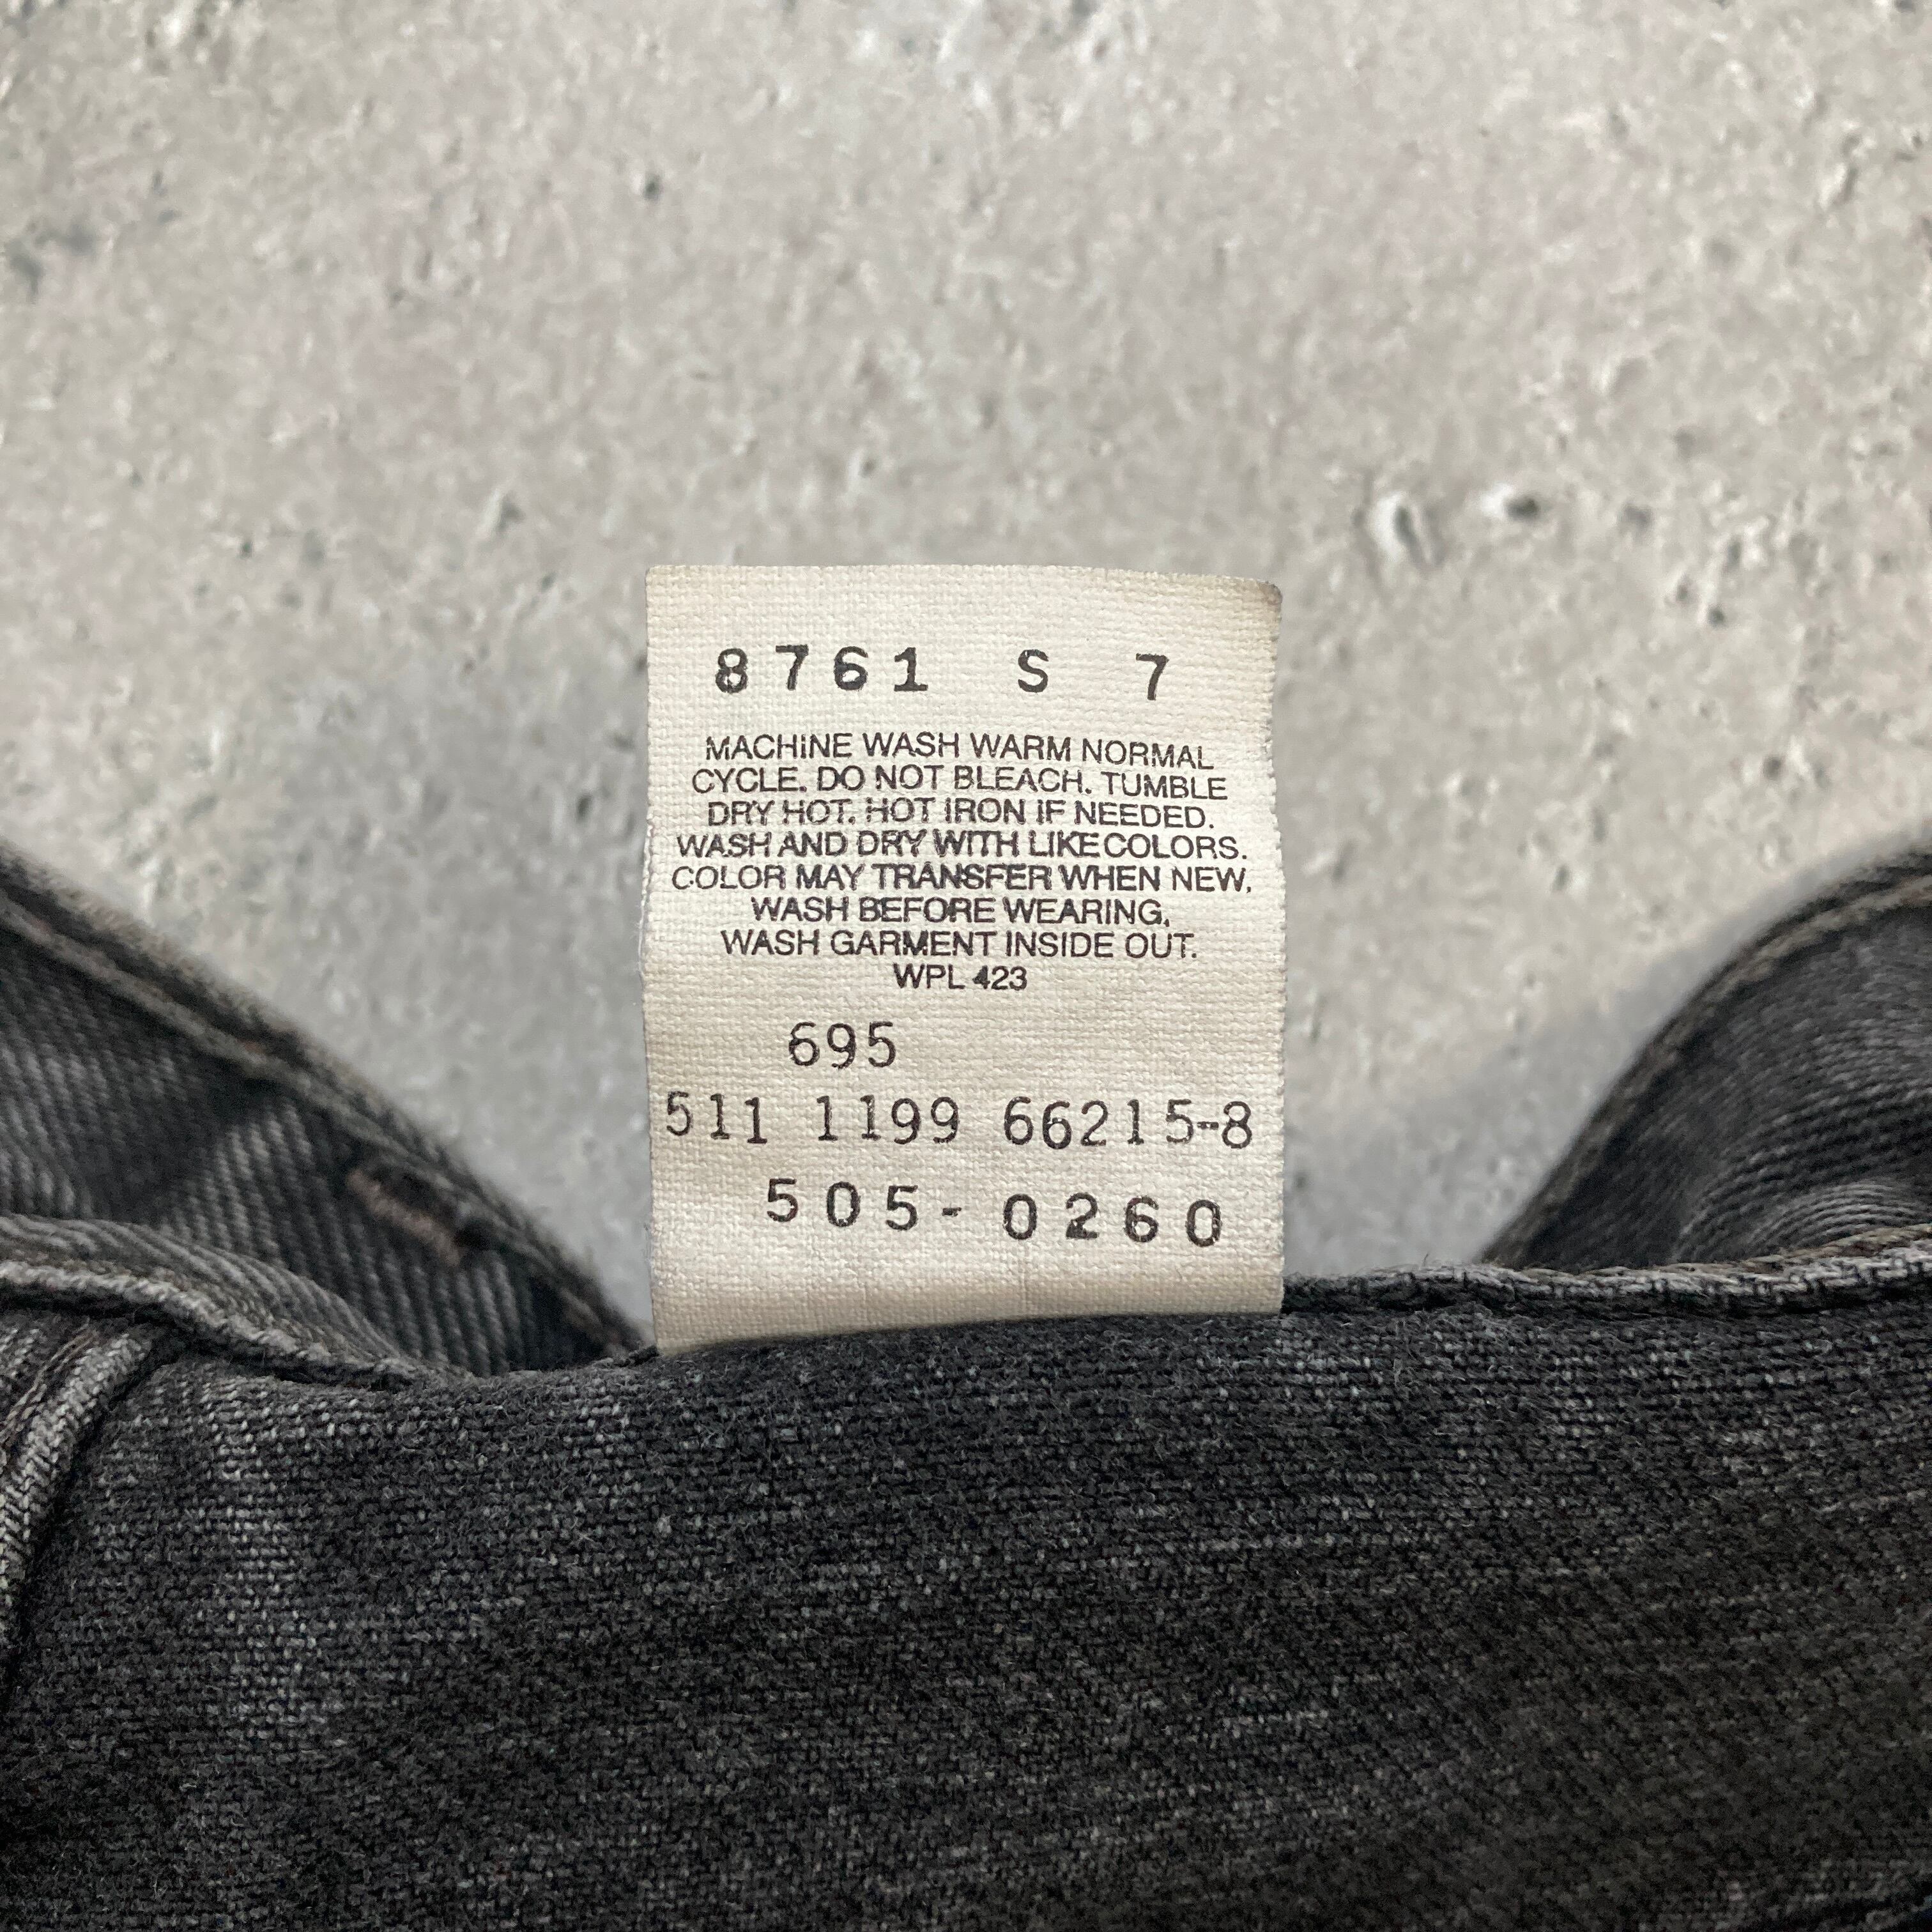 8761 S 7
MACHINE WASH WARM NORMAL
CYCLE. DO NOT BLEACH. TUMBLE
DRY HOT. HOT IRON IF NEEDED.
WASH AND DRY WITH LIKE COLORS.
COLOR MAY TRANSFER WHEN NEW.
WASH BEFORE WEARING.
WASH GARMENT INSIDE OUT.
WPL 423
695
511 1199 66215-8
505-0260